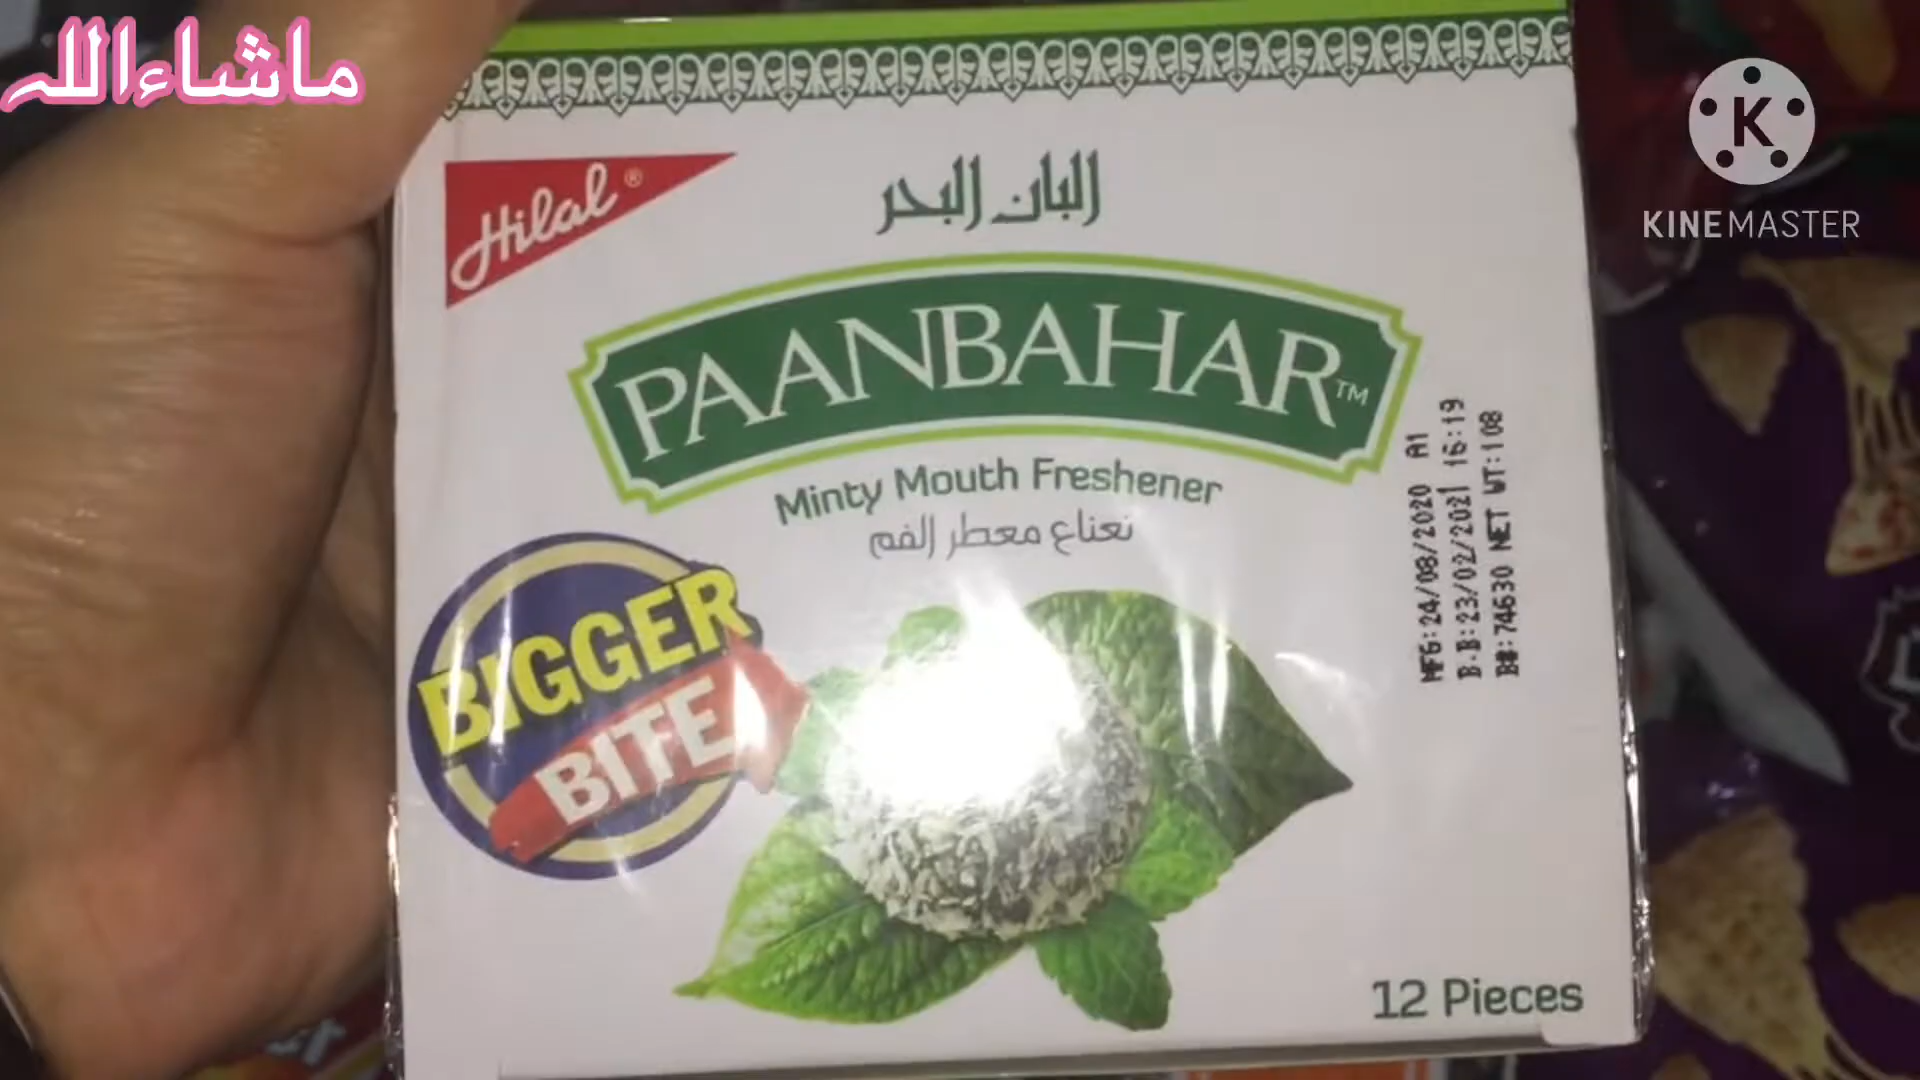 ماشاءاللہ
K
KINEMASTER
Hilal®
البان البحر
PAANBAHAR™
Minty Mouth Freshener
نعناع معطر الفم
BIGGER
BITE
MFG:24/08/2020 A1
B.B:23/02/2021 16:19
B#:74630 NET WT:108
12 Pieces